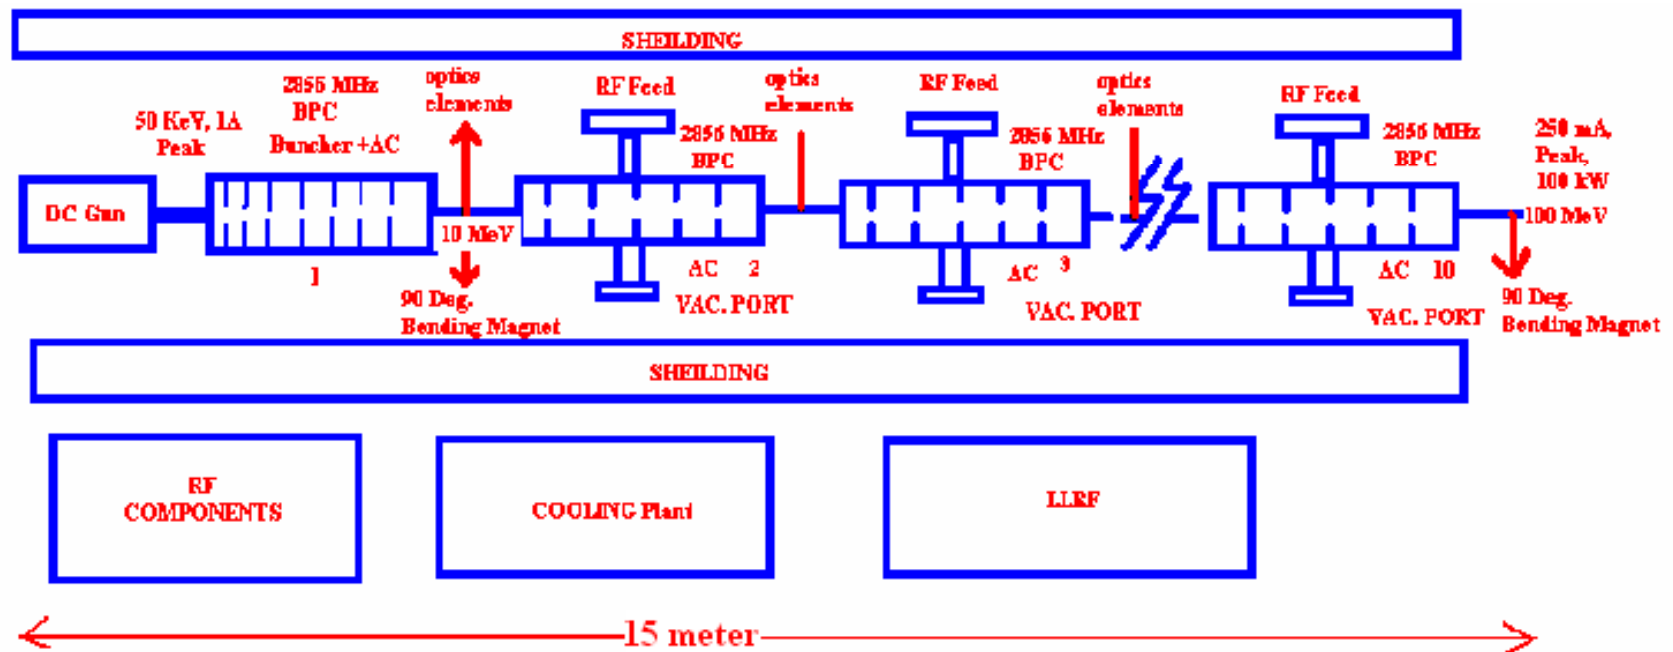 SHEILDING
50 KeV, 1A
Peak
2856 MHz
BPC
Buncher +AC
optics
elements
RF Feed
2856 MHz
BPC
optics
elements
RF Feed
2856 MHz
BPC
optics
elements
RF Feed
2856 MHz
BPC
250 mA,
Peak,
100 kW
100 MeV
DC Gun
1
10 MeV
90 Deg.
Bending Magnet
AC 2
VAC. PORT
AC 3
VAC. PORT
AC 10
VAC. PORT
90 Deg.
Bending Magnet
SHEILDING
RF
COMPONENTS
COOLING Plant
LLRF
15 meter